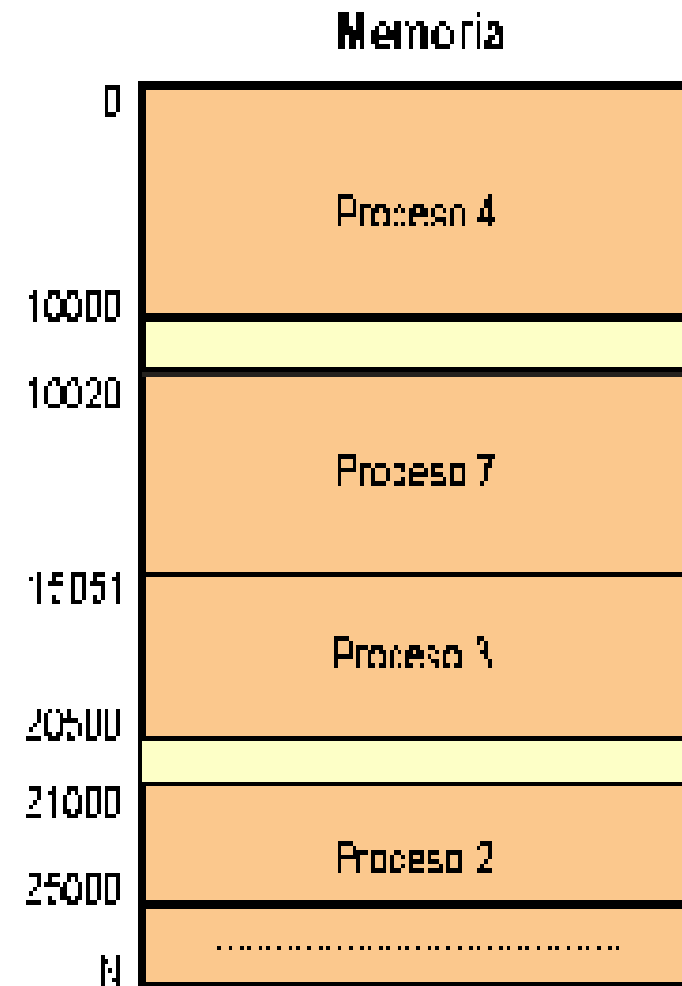 Memoria
0
Proceso 4
10000
10020
Proceso 7
15051
Proceso 3
20500
21000
Proceso 2
25000
........................................
N